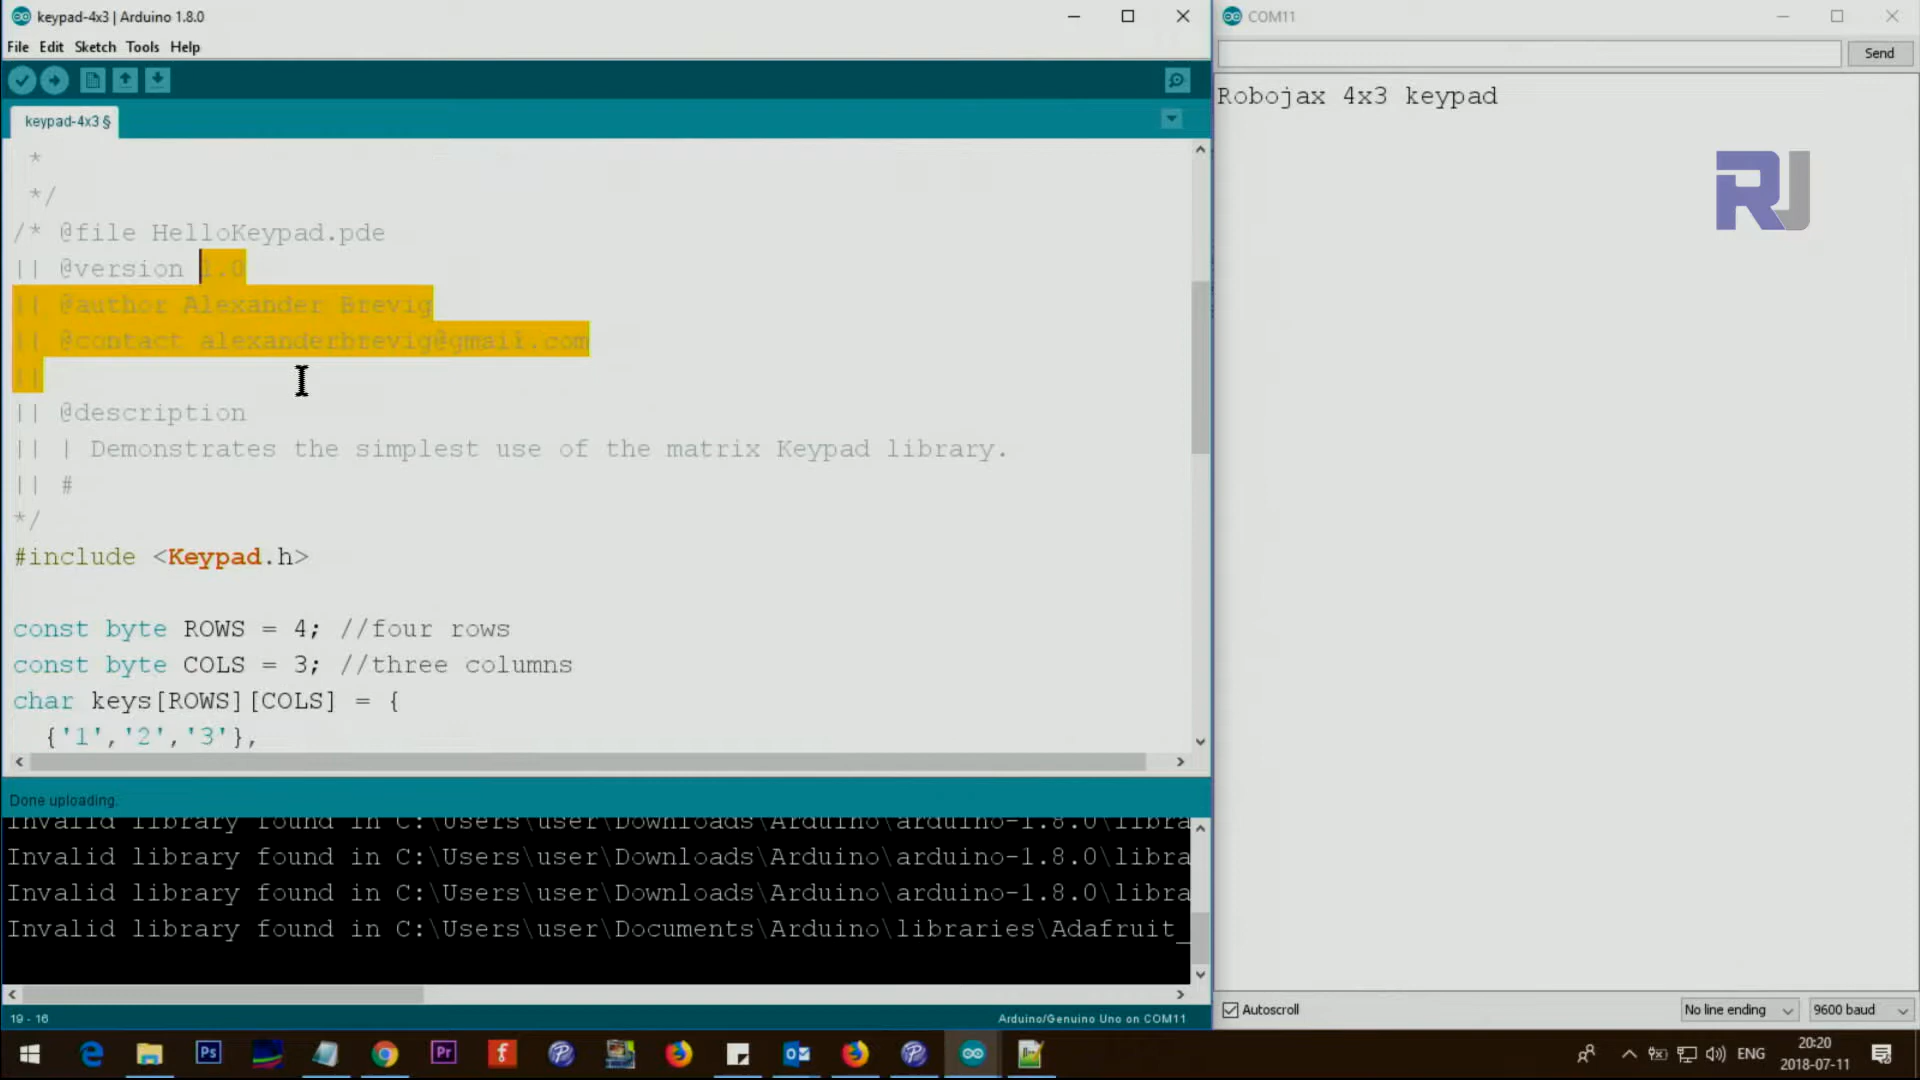 keypad-4x3 | Arduino 1.8.0
File Edit Sketch Tools Help
keypad-4x3 §
*
*/
/* @file HelloKeypad.pde
|| @version 1.0
|| @author Alexander Brevig
|| @contact alexanderbrevig@gmail.com
||
|| @description
|| | Demonstrates the simplest use of the matrix Keypad library.
|| #
*/
#include <Keypad.h>
const byte ROWS = 4; //four rows
const byte COLS = 3; //three columns
char keys[ROWS][COLS] = {
{'1','2','3'},
Done uploading.
Invalid library found in C:\Users\user\Downloads\Arduino\arduino-1.8.0\libra
Invalid library found in C:\Users\user\Downloads\Arduino\arduino-1.8.0\libra
Invalid library found in C:\Users\user\Downloads\Arduino\arduino-1.8.0\libra
Invalid library found in C:\Users\user\Documents\Arduino\libraries\Adafruit_
19 - 16
Arduino/Genuino Uno on COM11
COM11
Send
Robojax 4x3 keypad
RJ
Autoscroll
No line ending
9600 baud
Ps
Pr
ENG
20:20
2018-07-11